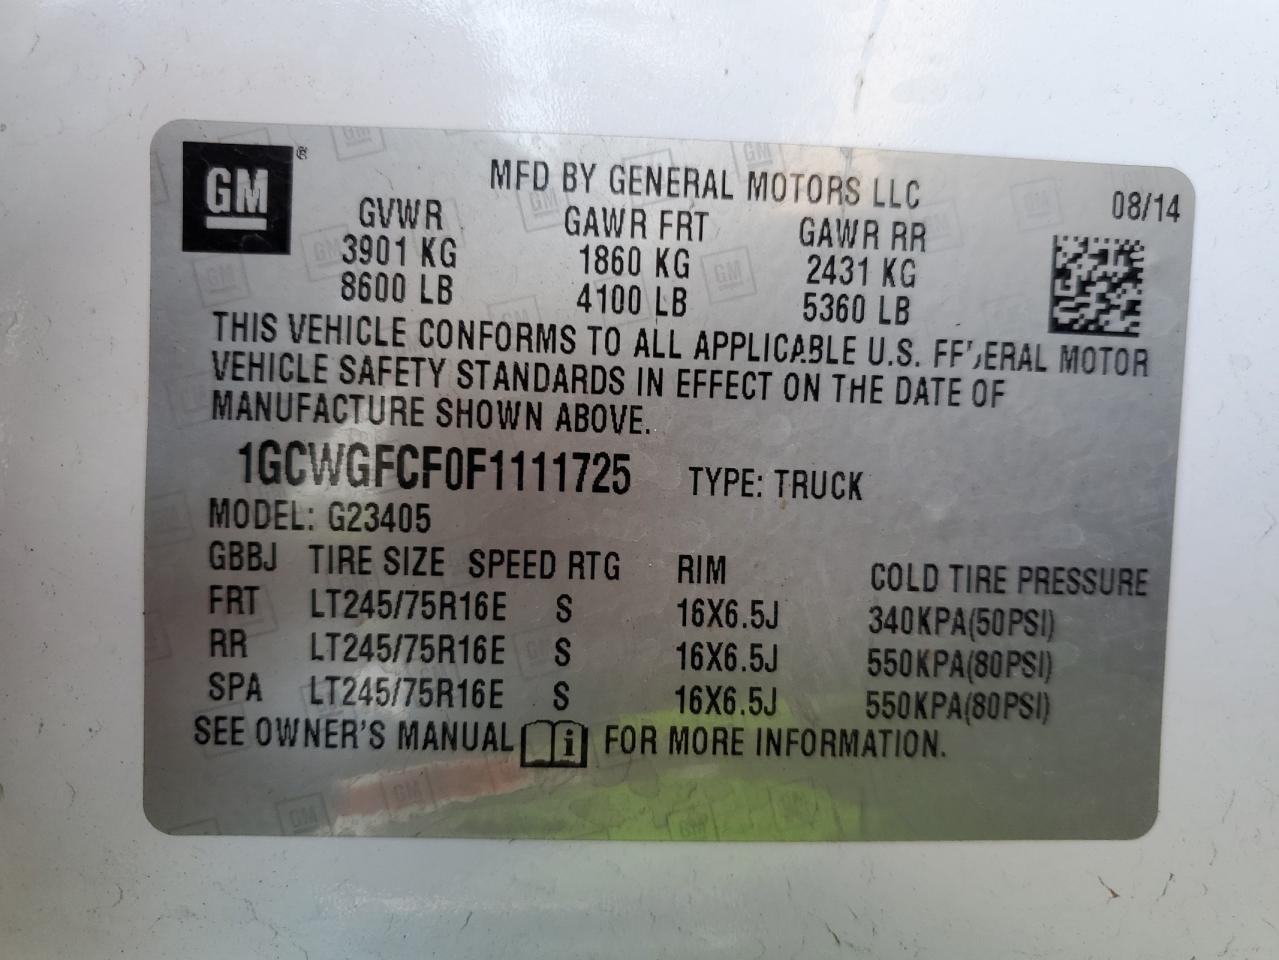 GM ®
MFD BY GENERAL MOTORS LLC
08/14
GVWR GAWR FRT GAWR RR
3901 KG 1860 KG 2431 KG
8600 LB 4100 LB 5360 LB
THIS VEHICLE CONFORMS TO ALL APPLICABLE U.S. FEDERAL MOTOR
VEHICLE SAFETY STANDARDS IN EFFECT ON THE DATE OF
MANUFACTURE SHOWN ABOVE.
1GCWGFCF0F1111725 TYPE: TRUCK
MODEL: G23405
GBBJ TIRE SIZE SPEED RTG RIM COLD TIRE PRESSURE
FRT LT245/75R16E S 16X6.5J 340KPA(50PSI)
RR LT245/75R16E S 16X6.5J 550KPA(80PSI)
SPA LT245/75R16E S 16X6.5J 550KPA(80PSI)
SEE OWNER'S MANUAL i FOR MORE INFORMATION.